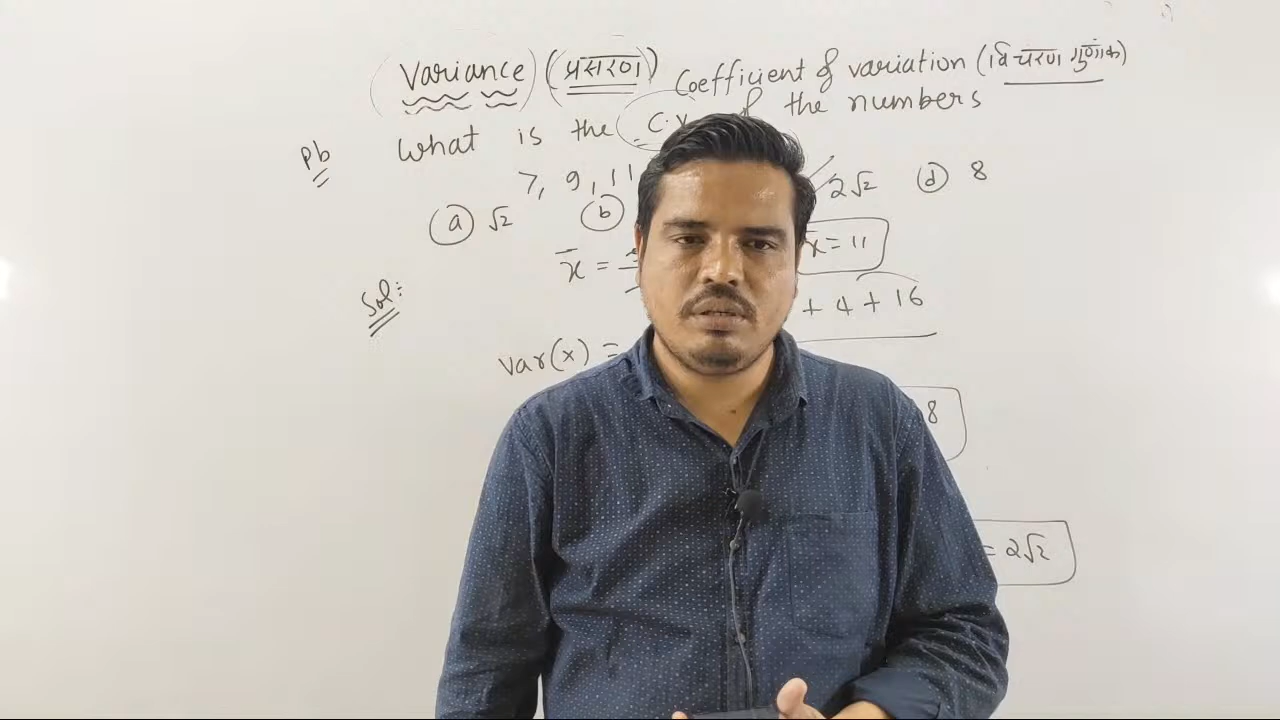 (Variance) (प्रसरण) Coefficient of variation (विचरण गुणांक)
Pb What is the C.V of the numbers
7, 9, 11
(a) √2 (b) 2√2 (d) 8
Sol:
x̄ = x̄ = 11
var(x) = + 4 + 16
8
= 2√2